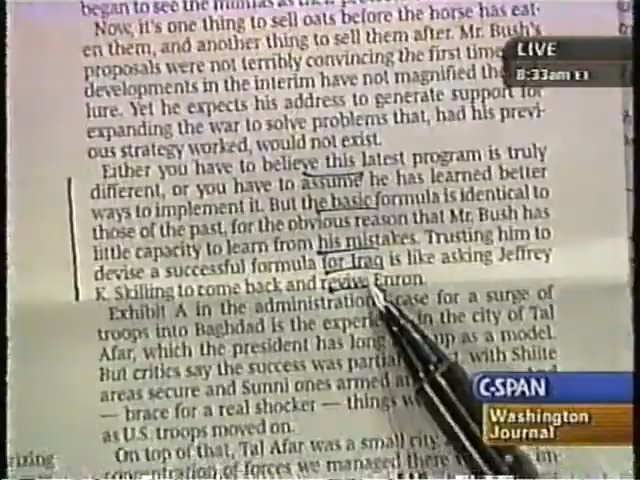 began to see the
Now, it's one thing to sell oats before the horse has eat-
en them, and another thing to sell them after. Mr. Bush's
proposals were not terribly convincing the first time
developments in the interim have not magnified th
lure. Yet he expects his address to generate support for
expanding the war to solve problems that, had his previ-
ous strategy worked, would not exist.
Either you have to believe this latest program is truly
different, or you have to assume he has learned better
ways to implement it. But the basic formula is identical to
those of the past, for the obvious reason that Mr. Bush has
little capacity to learn from his mistakes. Trusting him to
devise a successful formula for Iraq is like asking Jeffrey
K. Skilling to come back and revive Enron.
Exhibit A in the administration case for a surge of
troops into Baghdad is the experi in the city of Tal
Afar, which the president has long up as a model.
But critics say the success was partial with Shiite
areas secure and Sunni ones armed an
— brace for a real shocker — things w
as U.S. troops moved on.
On top of that, Tal Afar was a small city
concentration of forces we managed there im-
rizing
LIVE
8:33am ET
C-SPAN
Washington
Journal